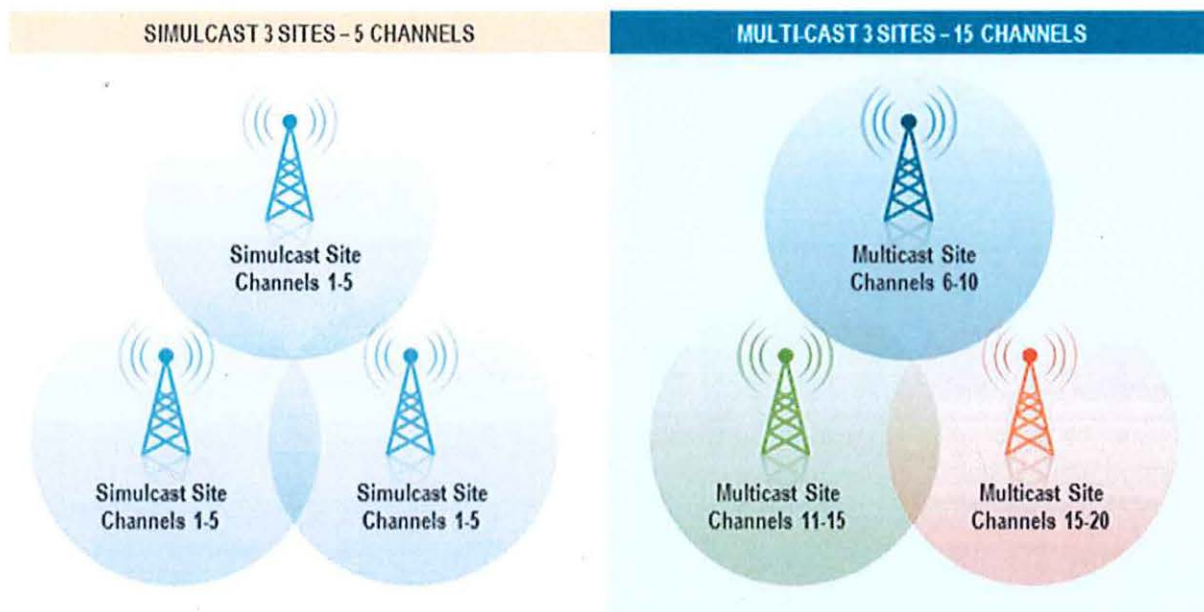 SIMULCAST 3 SITES – 5 CHANNELS
MULTI-CAST 3 SITES – 15 CHANNELS
Simulcast Site
Channels 1-5
Simulcast Site
Channels 1-5
Simulcast Site
Channels 1-5
Multicast Site
Channels 6-10
Multicast Site
Channels 11-15
Multicast Site
Channels 15-20